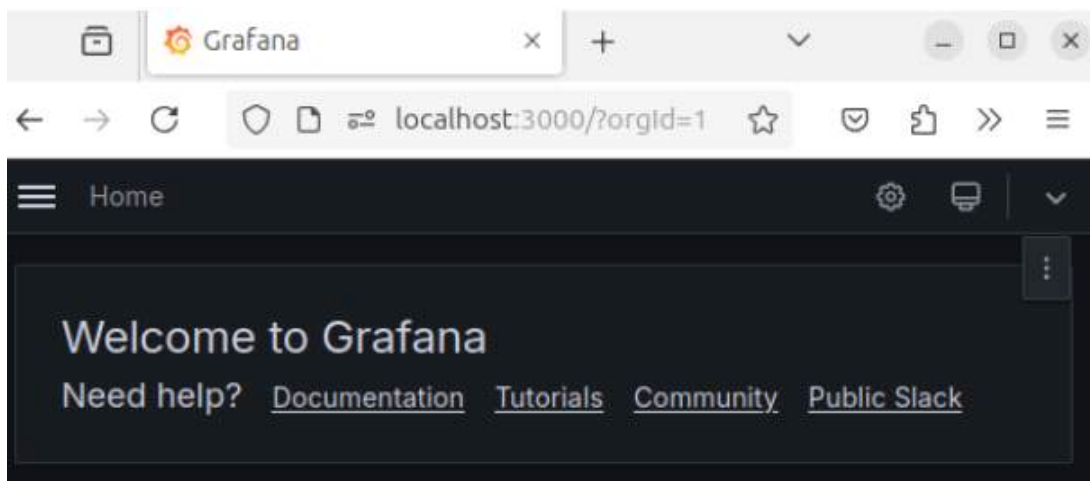 Grafana
localhost:3000/?orgId=1
Home
Welcome to Grafana
Need help? Documentation Tutorials Community Public Slack